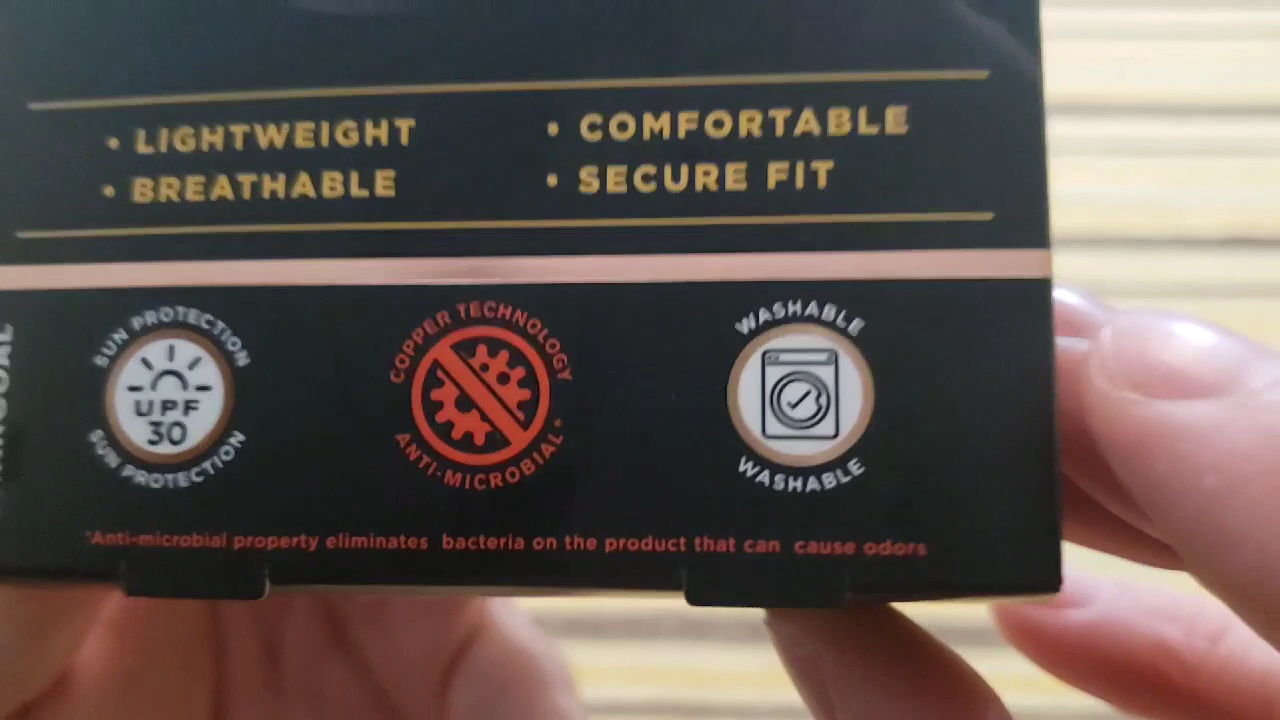 • LIGHTWEIGHT
• BREATHABLE
• COMFORTABLE
• SECURE FIT
SUN PROTECTION
UPF
30
SUN PROTECTION
COPPER TECHNOLOGY
ANTI-MICROBIAL*
WASHABLE
WASHABLE
*Anti-microbial property eliminates bacteria on the product that can cause odors